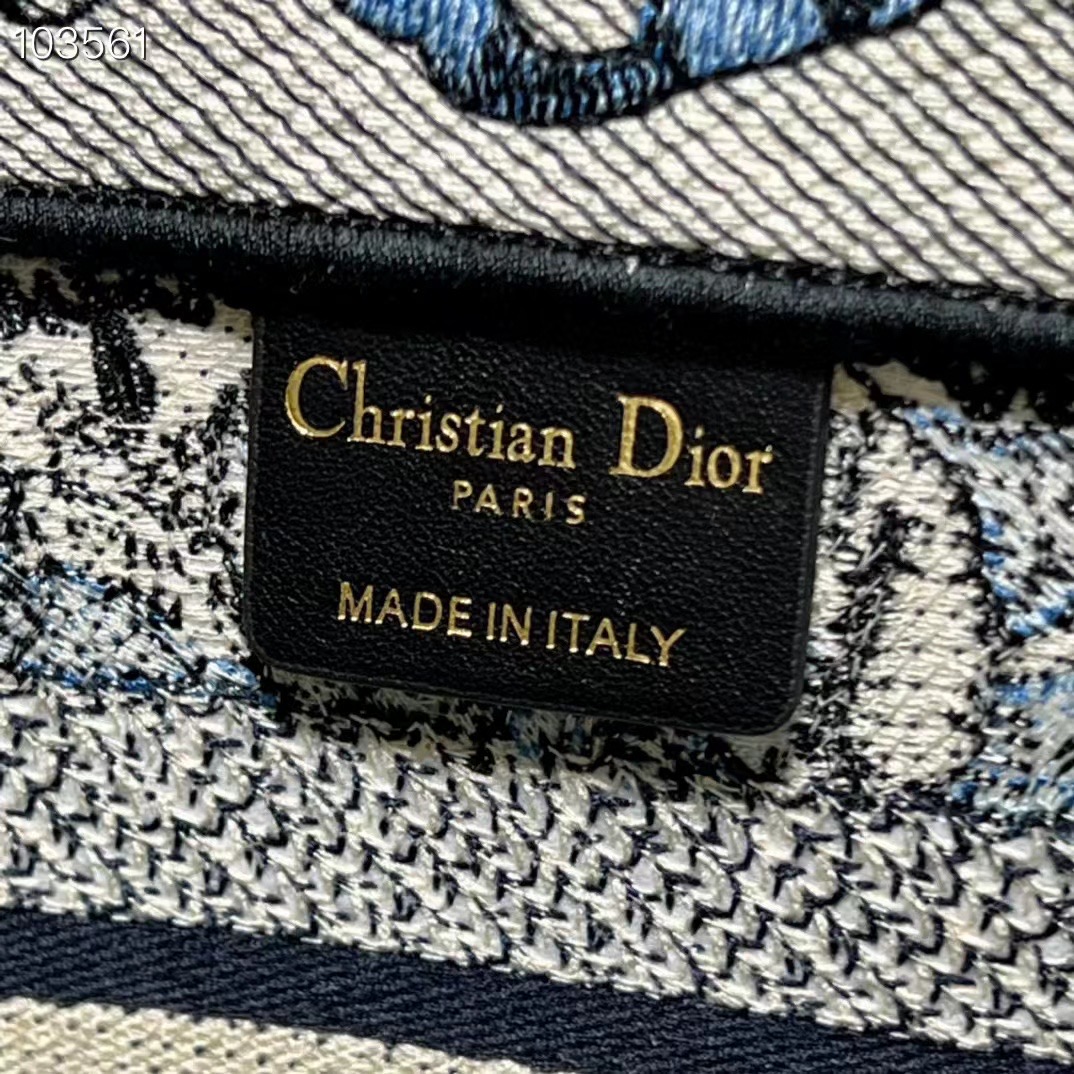 103561
Christian Dior
PARIS
MADE IN ITALY